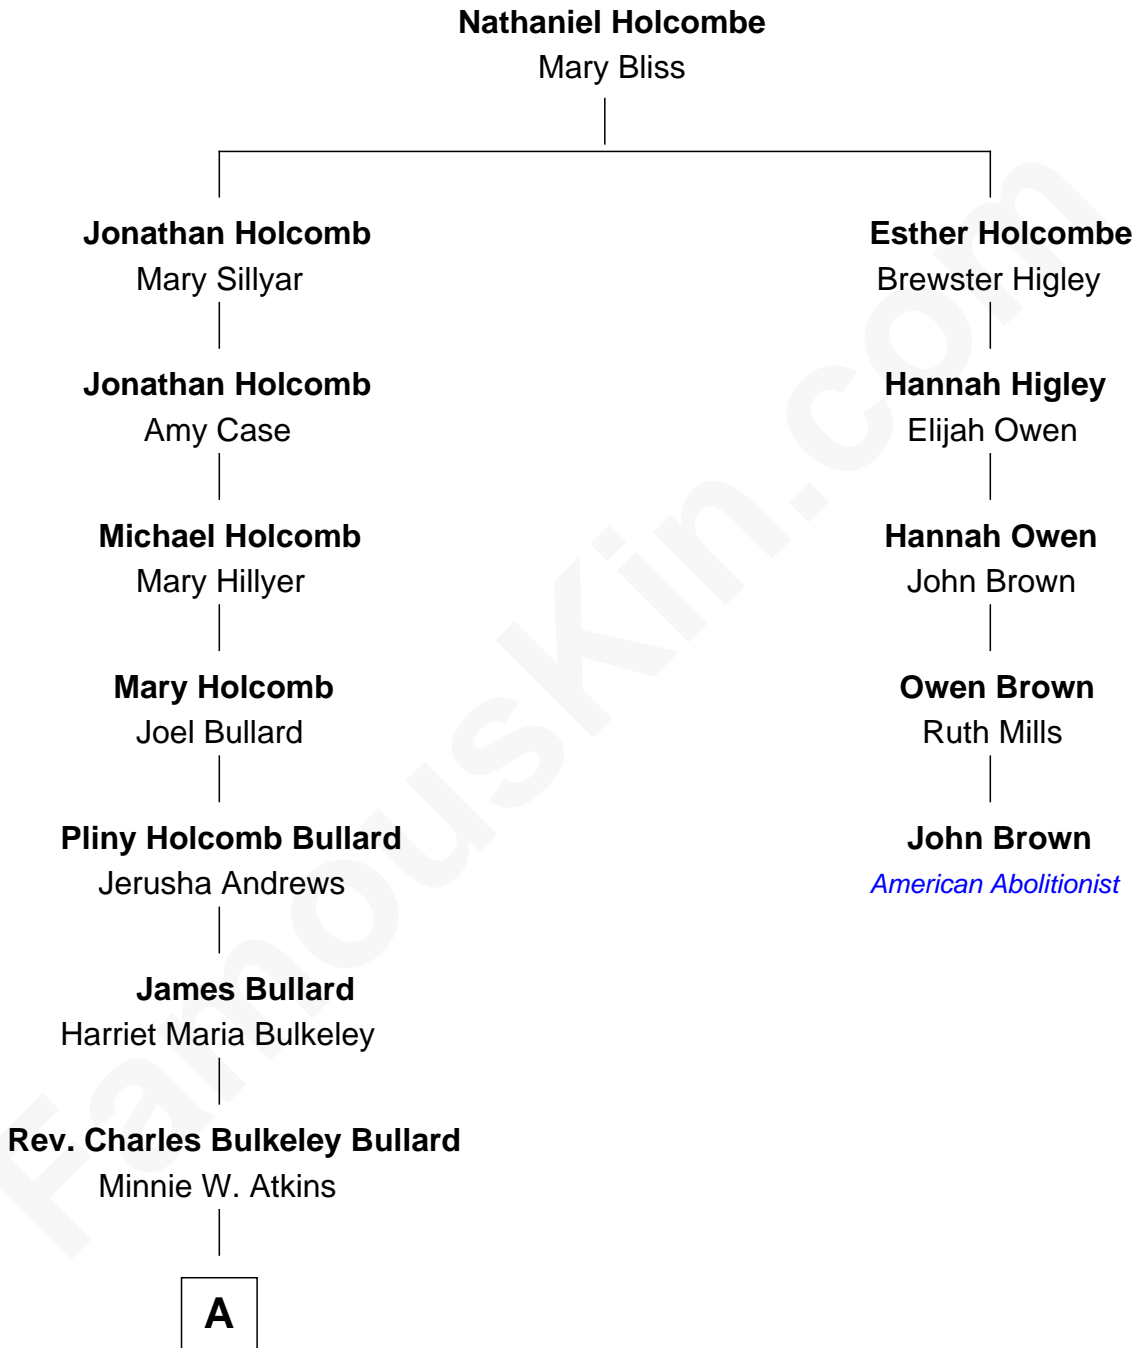 Nathaniel Holcombe
Mary Bliss
Jonathan Holcomb
Mary Sillyar
Esther Holcombe
Brewster Higley
Jonathan Holcomb
Amy Case
Hannah Higley
Elijah Owen
Michael Holcomb
Mary Hillyer
Hannah Owen
John Brown
Mary Holcomb
Joel Bullard
Owen Brown
Ruth Mills
Pliny Holcomb Bullard
Jerusha Andrews
John Brown
American Abolitionist
James Bullard
Harriet Maria Bulkeley
Rev. Charles Bulkeley Bullard
Minnie W. Atkins
A
FamousKin.com